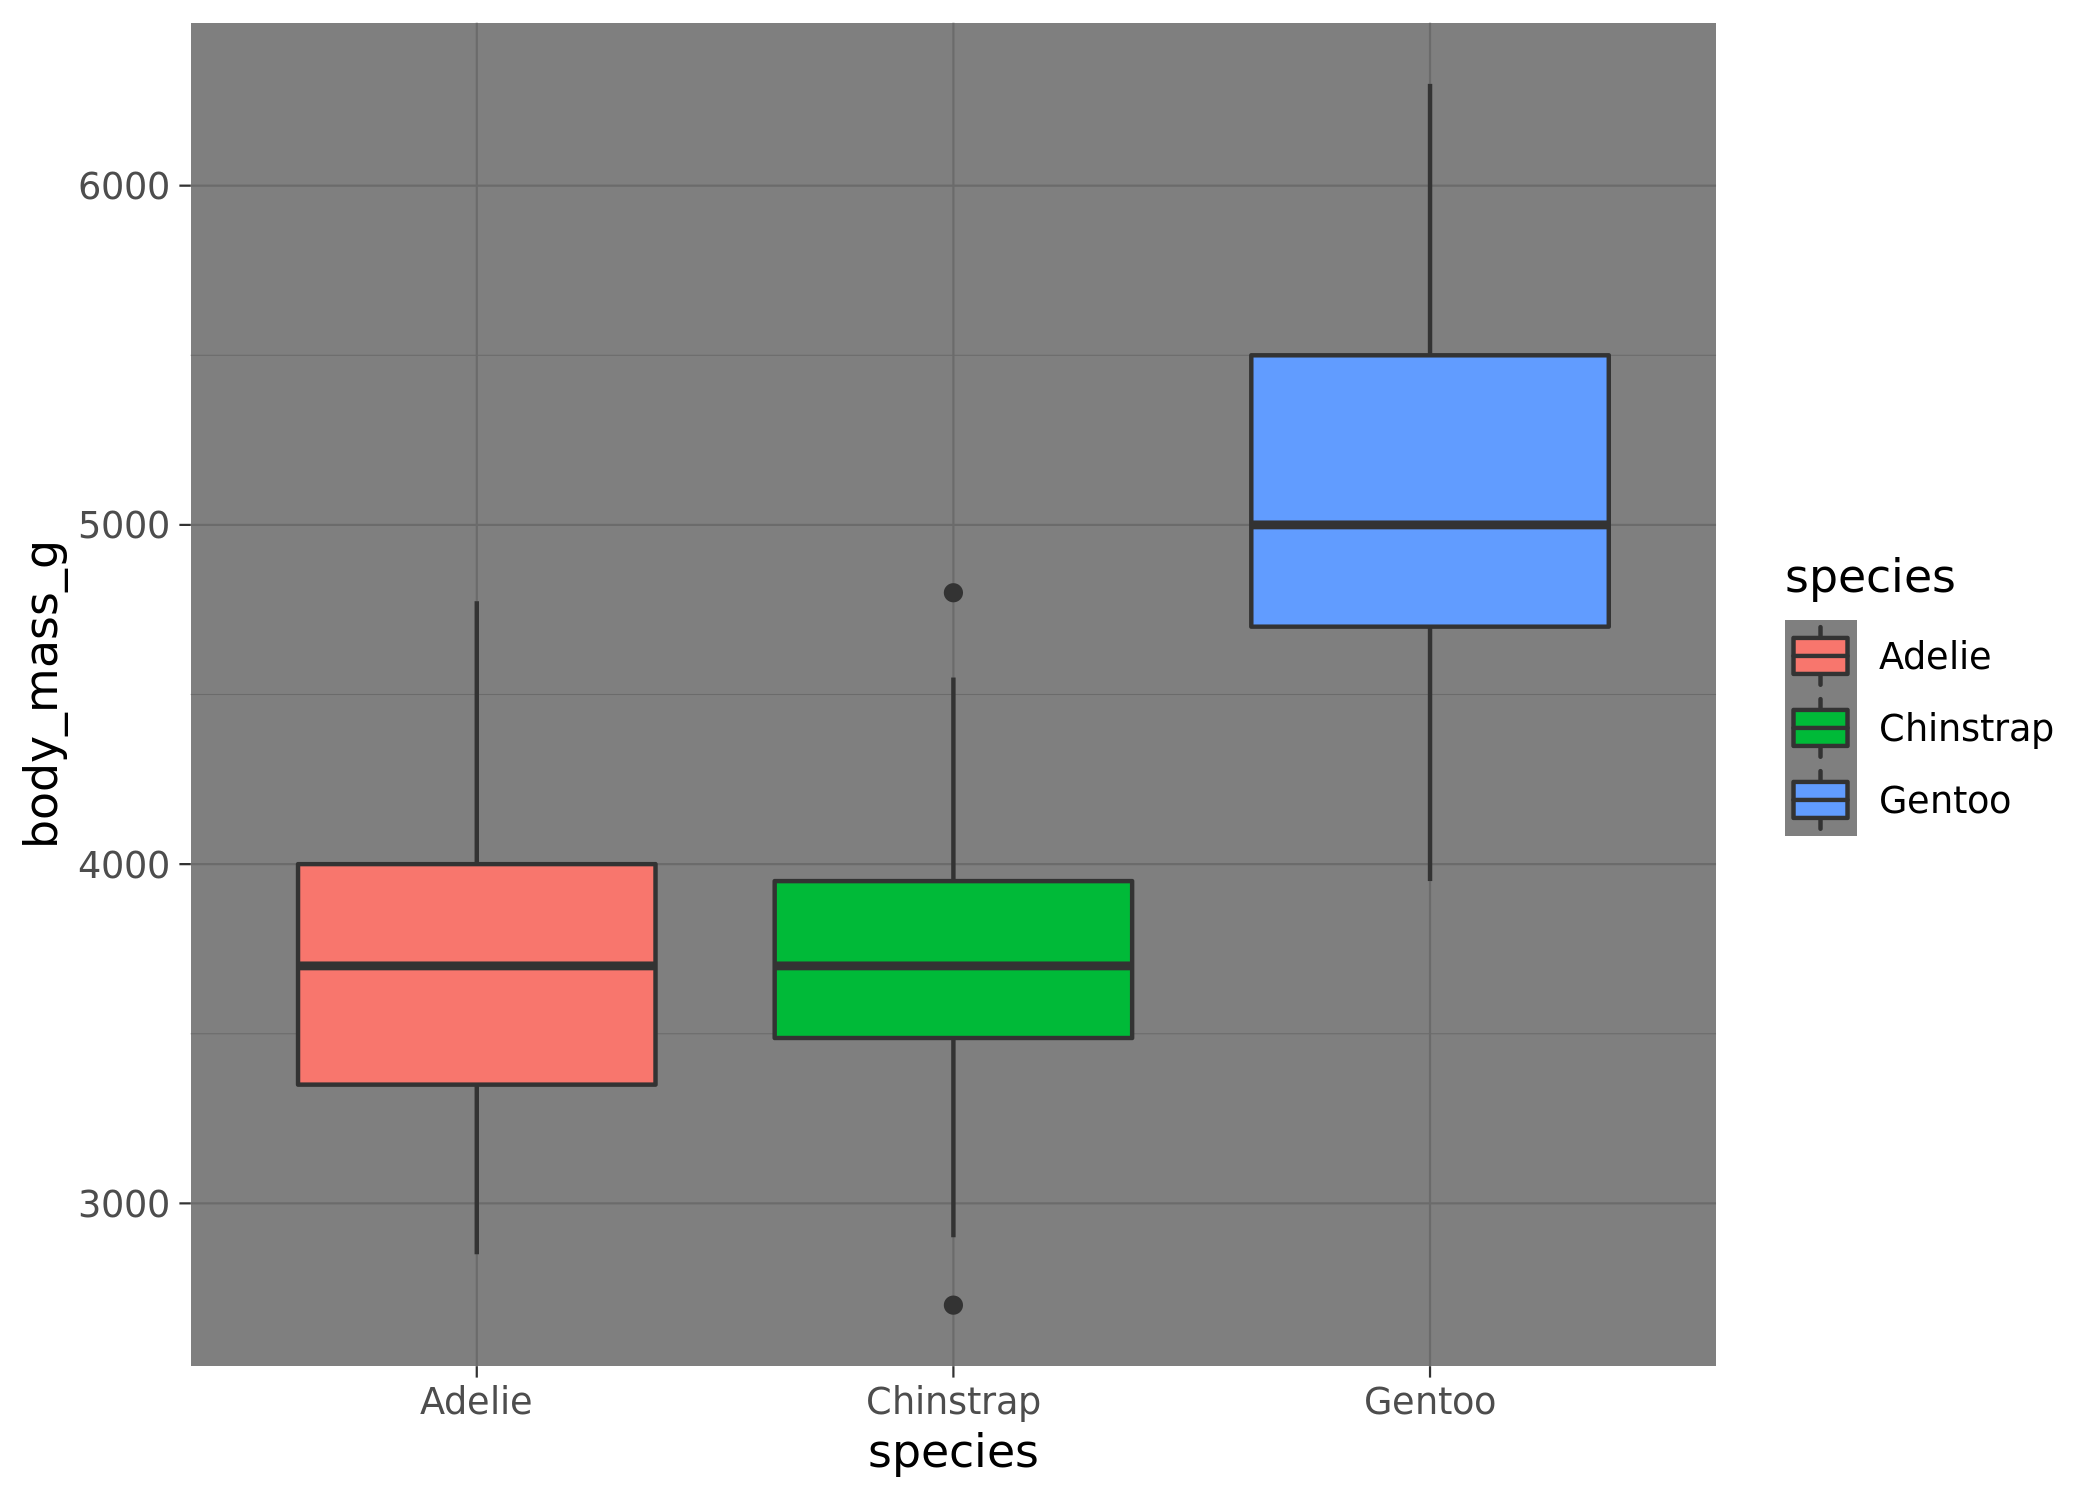 body_mass_g
6000
5000
4000
3000
Adelie
Chinstrap
Gentoo
species
species
Adelie
Chinstrap
Gentoo